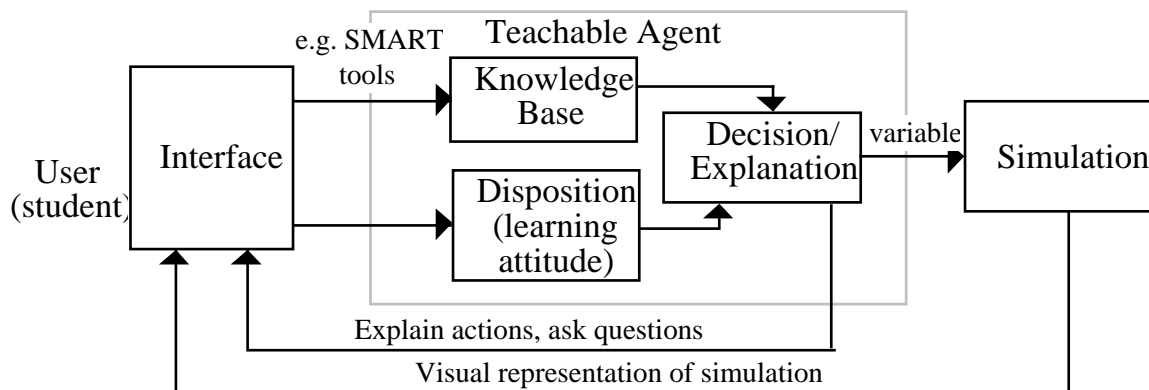 Teachable Agent
e.g. SMART
tools
Knowledge
Base
Interface
Decision/
Explanation
variable
Simulation
User
(student)
Disposition
(learning
attitude)
Explain actions, ask questions
Visual representation of simulation